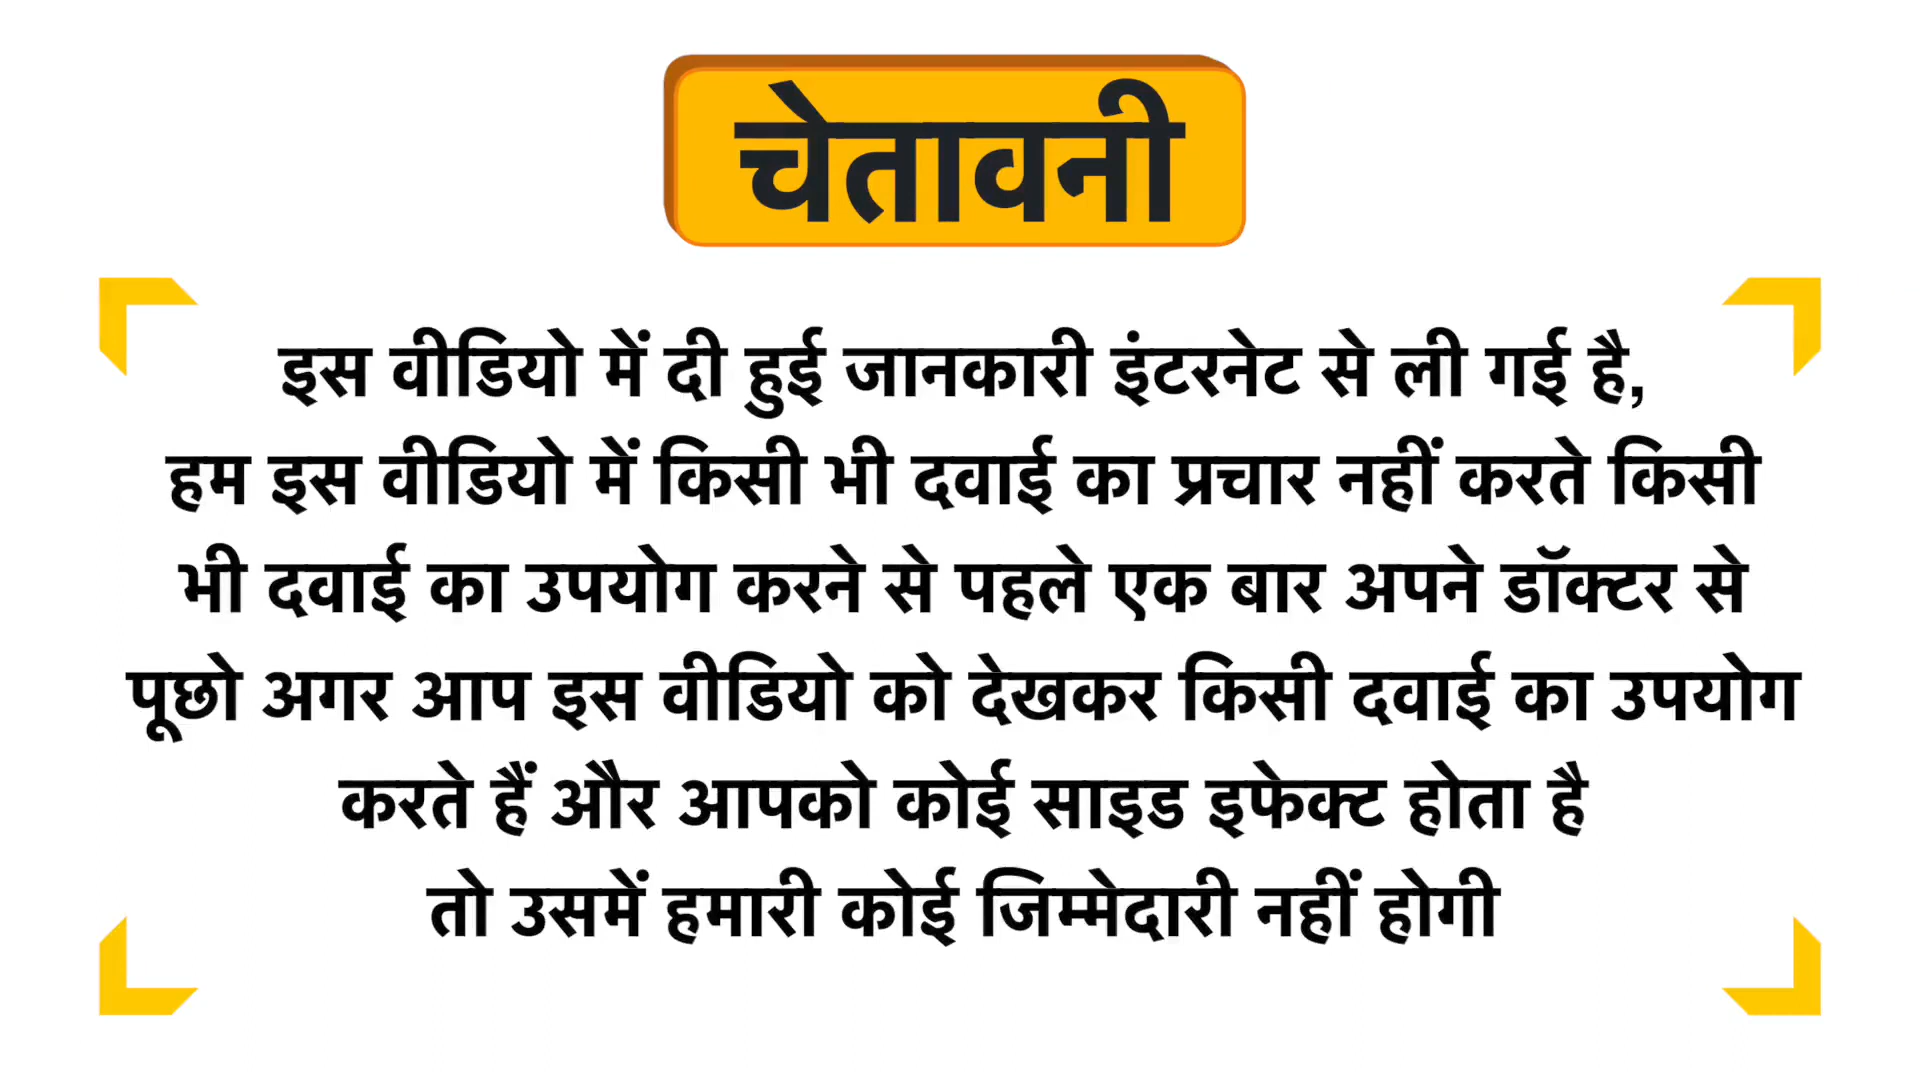 चेतावनी
इस वीडियो में दी हुई जानकारी इंटरनेट से ली गई है,
हम इस वीडियो में किसी भी दवाई का प्रचार नहीं करते किसी
भी दवाई का उपयोग करने से पहले एक बार अपने डॉक्टर से
पूछो अगर आप इस वीडियो को देखकर किसी दवाई का उपयोग
करते हैं और आपको कोई साइड इफेक्ट होता है
तो उसमें हमारी कोई जिम्मेदारी नहीं होगी